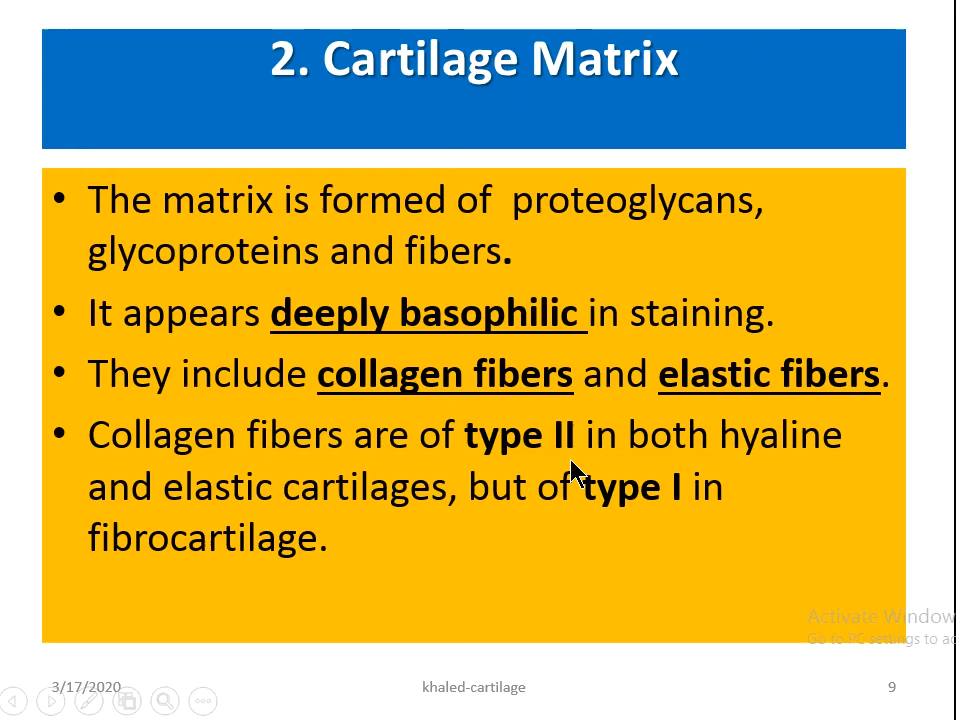 2. Cartilage Matrix
• The matrix is formed of  proteoglycans,
glycoproteins and fibers.
• It appears deeply basophilic in staining.
• They include collagen fibers and elastic fibers.
• Collagen fibers are of type II in both hyaline
and elastic cartilages, but of type I in
fibrocartilage.
Activate Window
Go to PC settings to ac
3/17/2020
khaled-cartilage
9